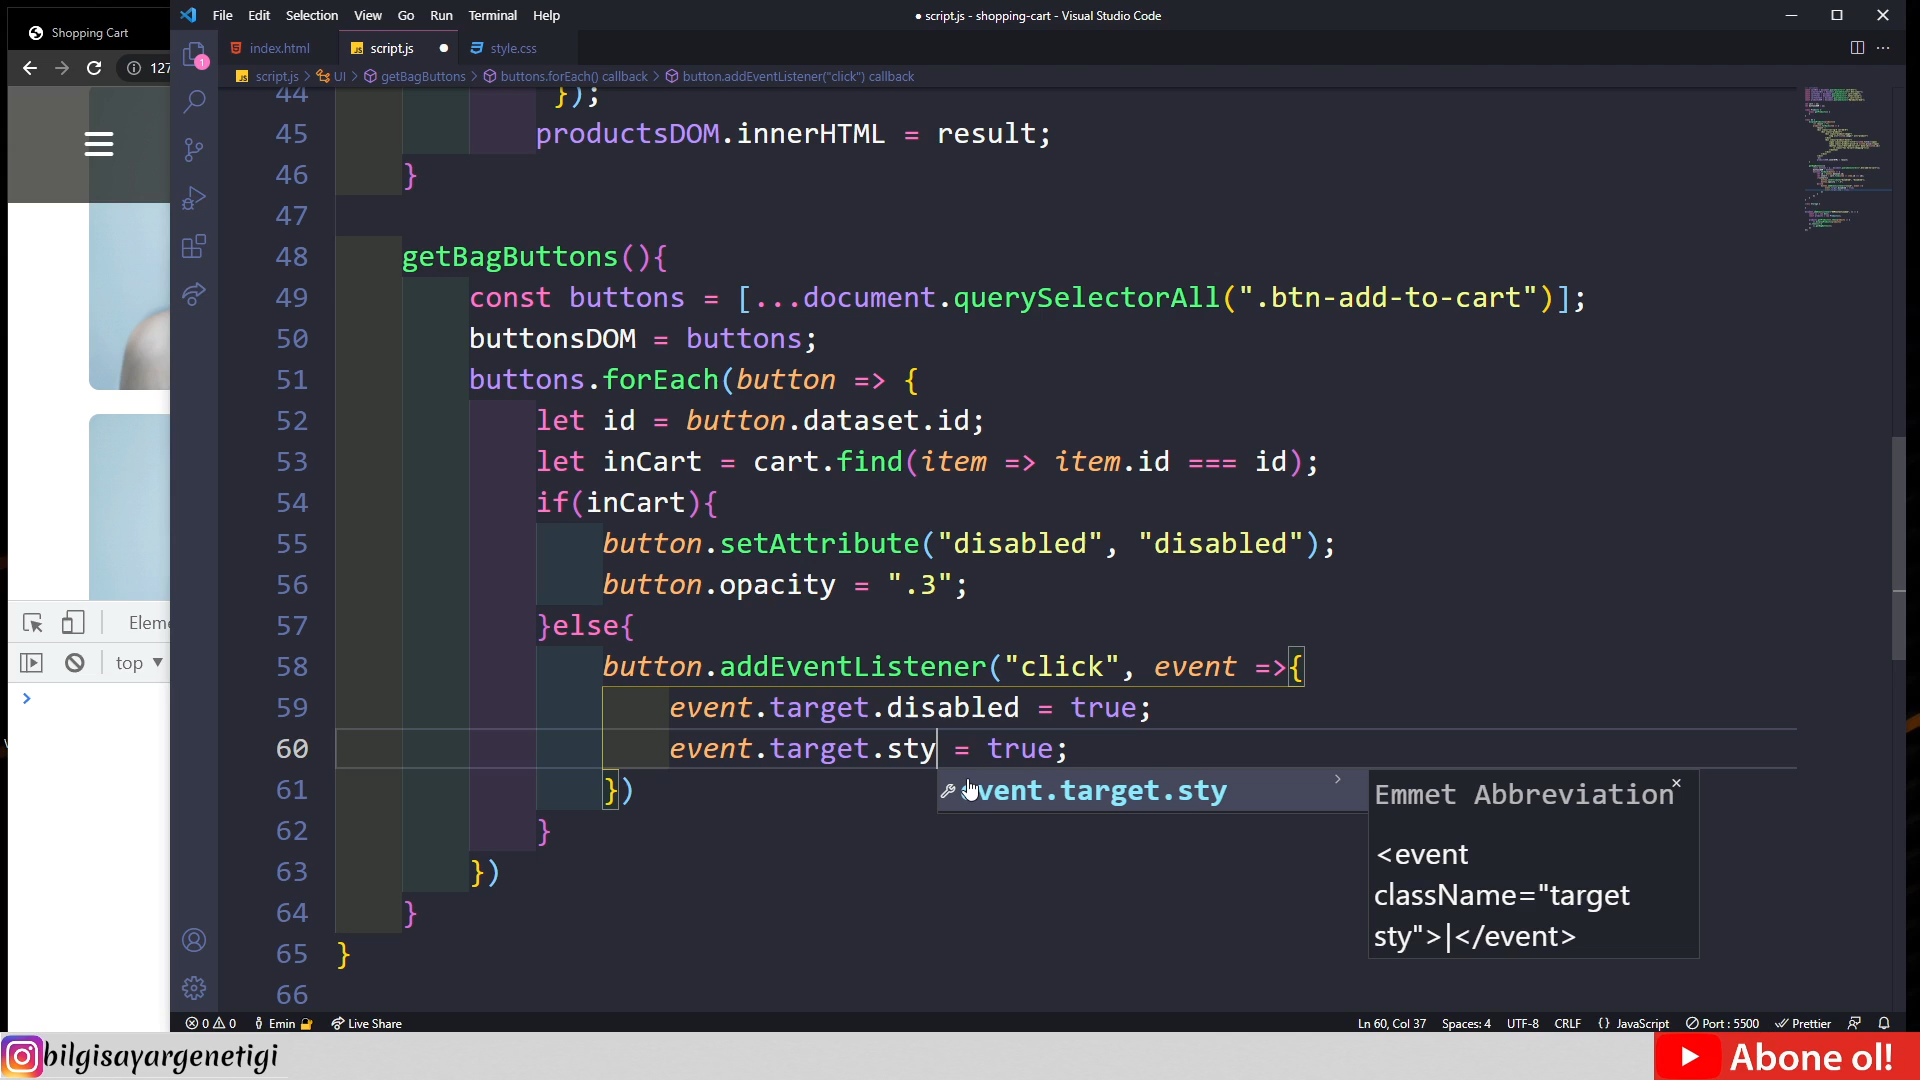 Shopping Cart
File Edit Selection View Go Run Terminal Help
● script.js - shopping-cart - Visual Studio Code
index.html script.js style.css
127
script.js > UI > getBagButtons > buttons.forEach() callback > button.addEventListener("click") callback
1
44 });
45 productsDOM.innerHTML = result;
46 }
47
48 getBagButtons(){
49 const buttons = [...document.querySelectorAll(".btn-add-to-cart")];
50 buttonsDOM = buttons;
51 buttons.forEach(button => {
52 let id = button.dataset.id;
53 let inCart = cart.find(item => item.id === id);
54 if(inCart){
55 button.setAttribute("disabled", "disabled");
56 button.opacity = ".3";
57 }else{
58 button.addEventListener("click", event =>{
59 event.target.disabled = true;
60 event.target.sty = true;
61 })
event.target.sty
62 }
63 })
64 }
65 }
66
Emmet Abbreviation
<event
className="target
sty">|</event>
Eleme
top
0 0 Emin Live Share
Ln 60, Col 37 Spaces: 4 UTF-8 CRLF {} JavaScript Port : 5500 Prettier
bilgisayargenetigi
Abone ol!